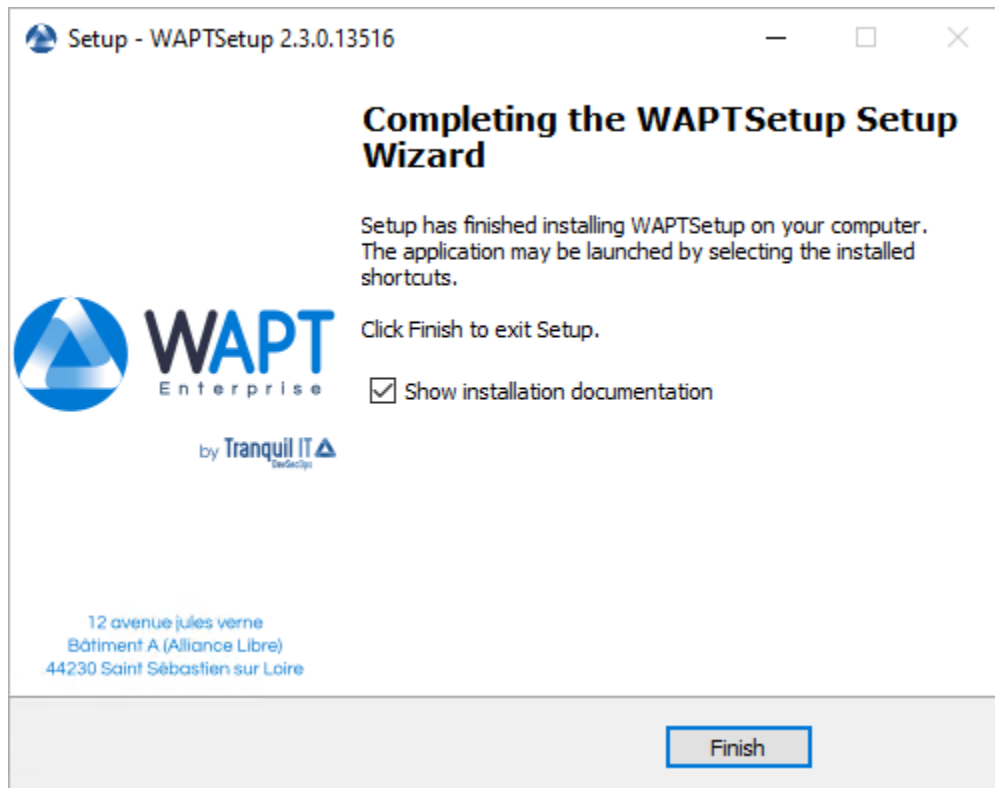 Setup - WAPTSetup 2.3.0.13516
Completing the WAPTSetup Setup
Wizard
Setup has finished installing WAPTSetup on your computer.
The application may be launched by selecting the installed
shortcuts.
Click Finish to exit Setup.
Show installation documentation
WAPT
Enterprise
by Tranquil IT
DevSecOps
12 avenue jules verne
Bâtiment A (Alliance Libre)
44230 Saint Sébastien sur Loire
Finish